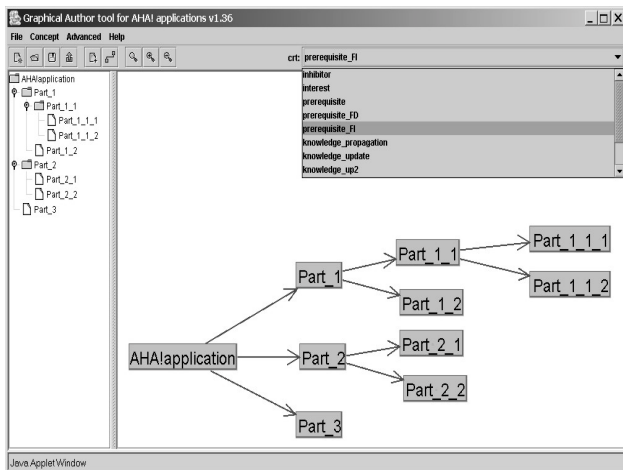 Graphical Author tool for AHA! applications v1.36
File Concept Advanced Help
crt: prerequisite_FI
inhibitor
interest
prerequisite
prerequisite_FD
prerequisite_FI
knowledge_propagation
knowledge_update
knowledge_up2
AHA!application
Part_1
Part_1_1
Part_1_1_1
Part_1_1_2
Part_1_2
Part_2
Part_2_1
Part_2_2
Part_3
Part_1_1_1
Part_1_1
Part_1
Part_1_1_2
Part_1_2
Part_2_1
AHA!application
Part_2
Part_2_2
Part_3
Java Applet Window